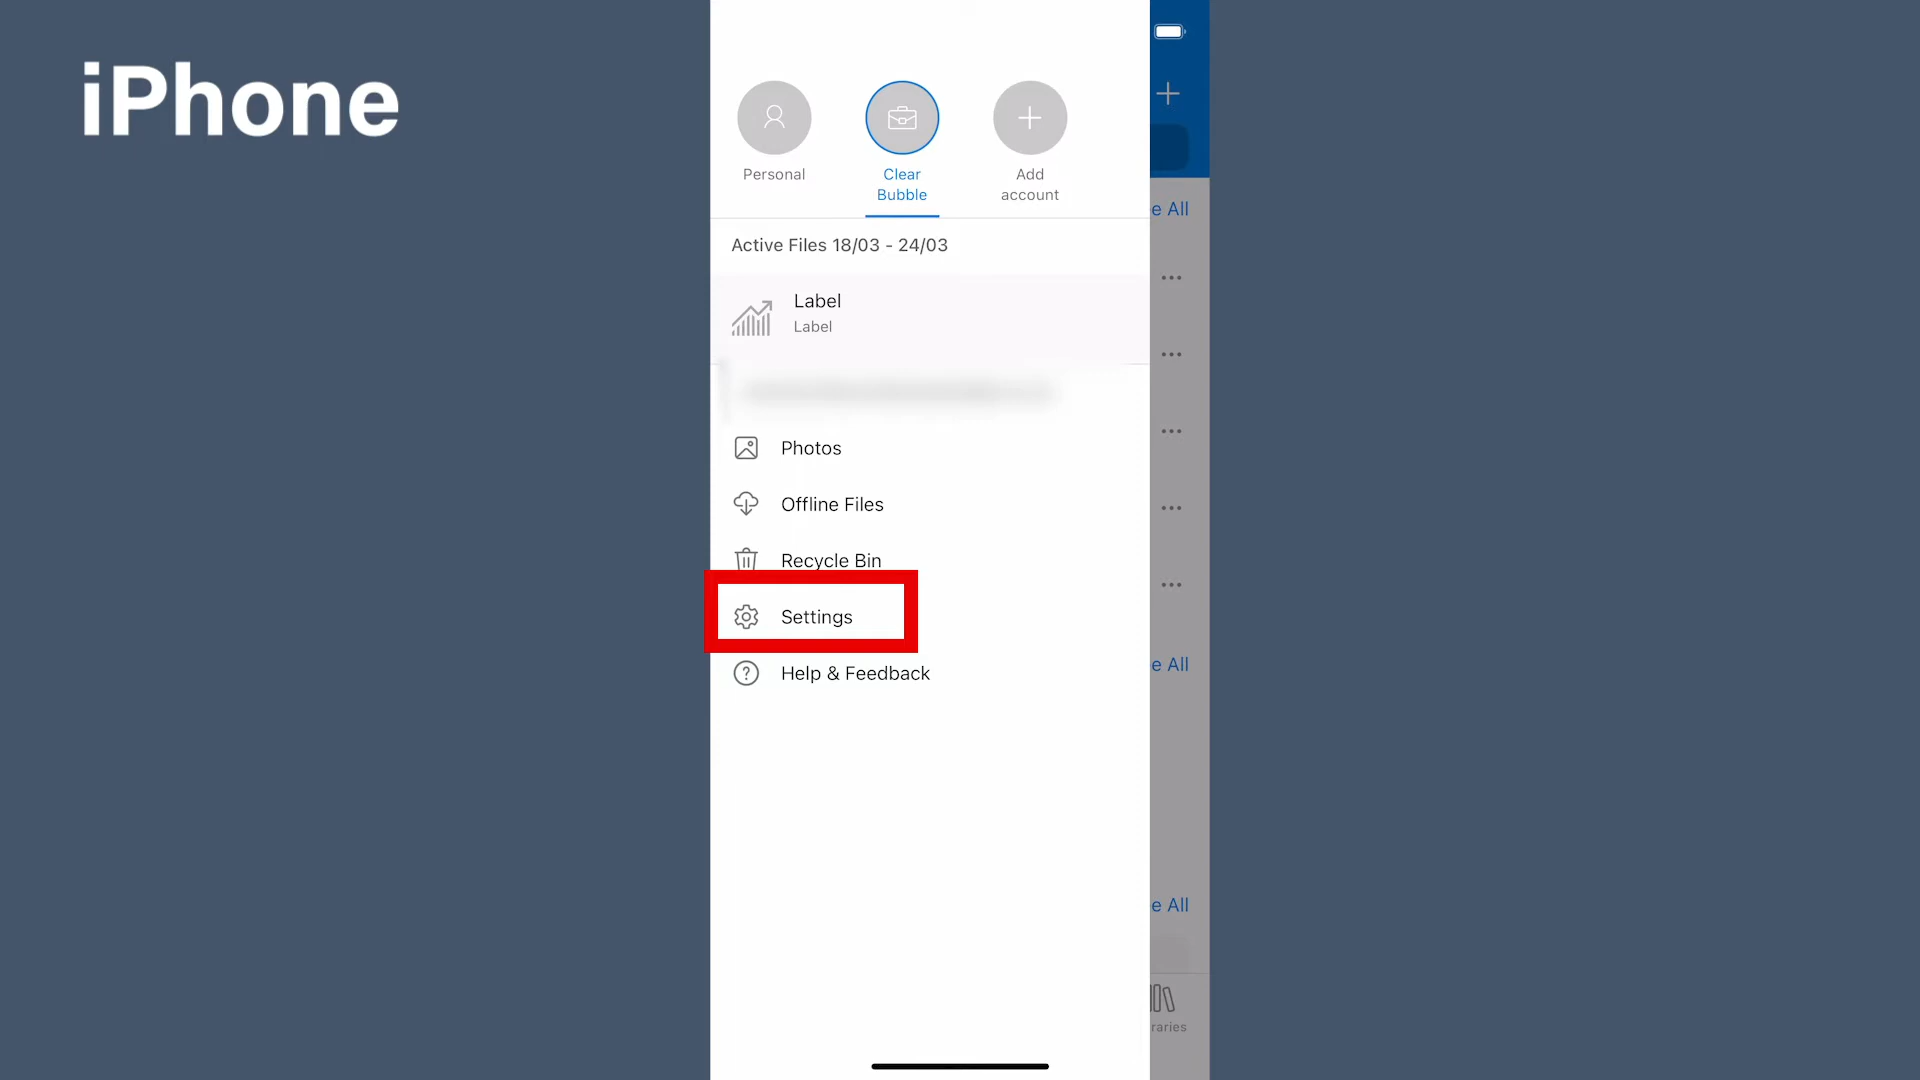 iPhone
Personal
Clear
Bubble
Add
account
e All
Active Files 18/03 - 24/03
Label
Label
Photos
Offline Files
Recycle Bin
Settings
e All
Help & Feedback
e All
raries